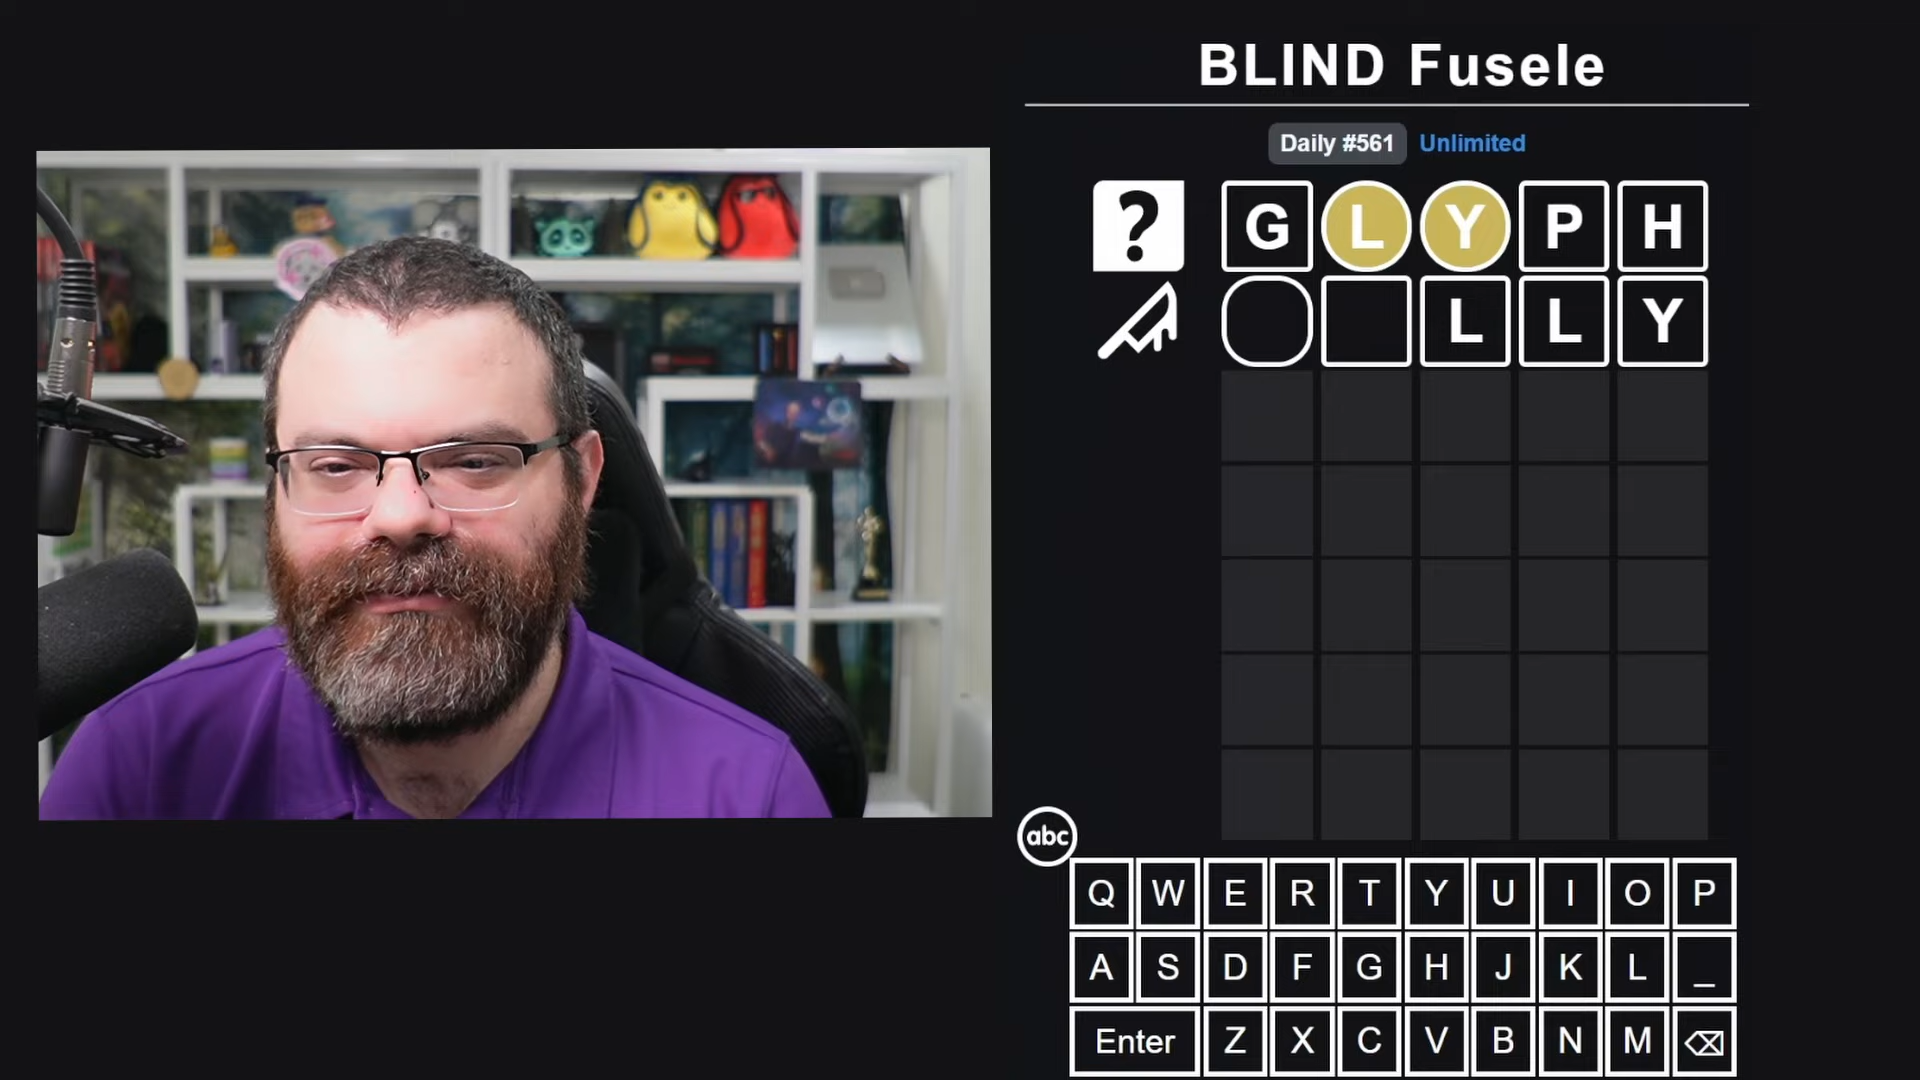 BLIND Fusele
Daily #561 Unlimited
? G L Y P H
L L Y
abc
Q W E R T Y U I O P
A S D F G H J K L _
Enter Z X C V B N M ⌫